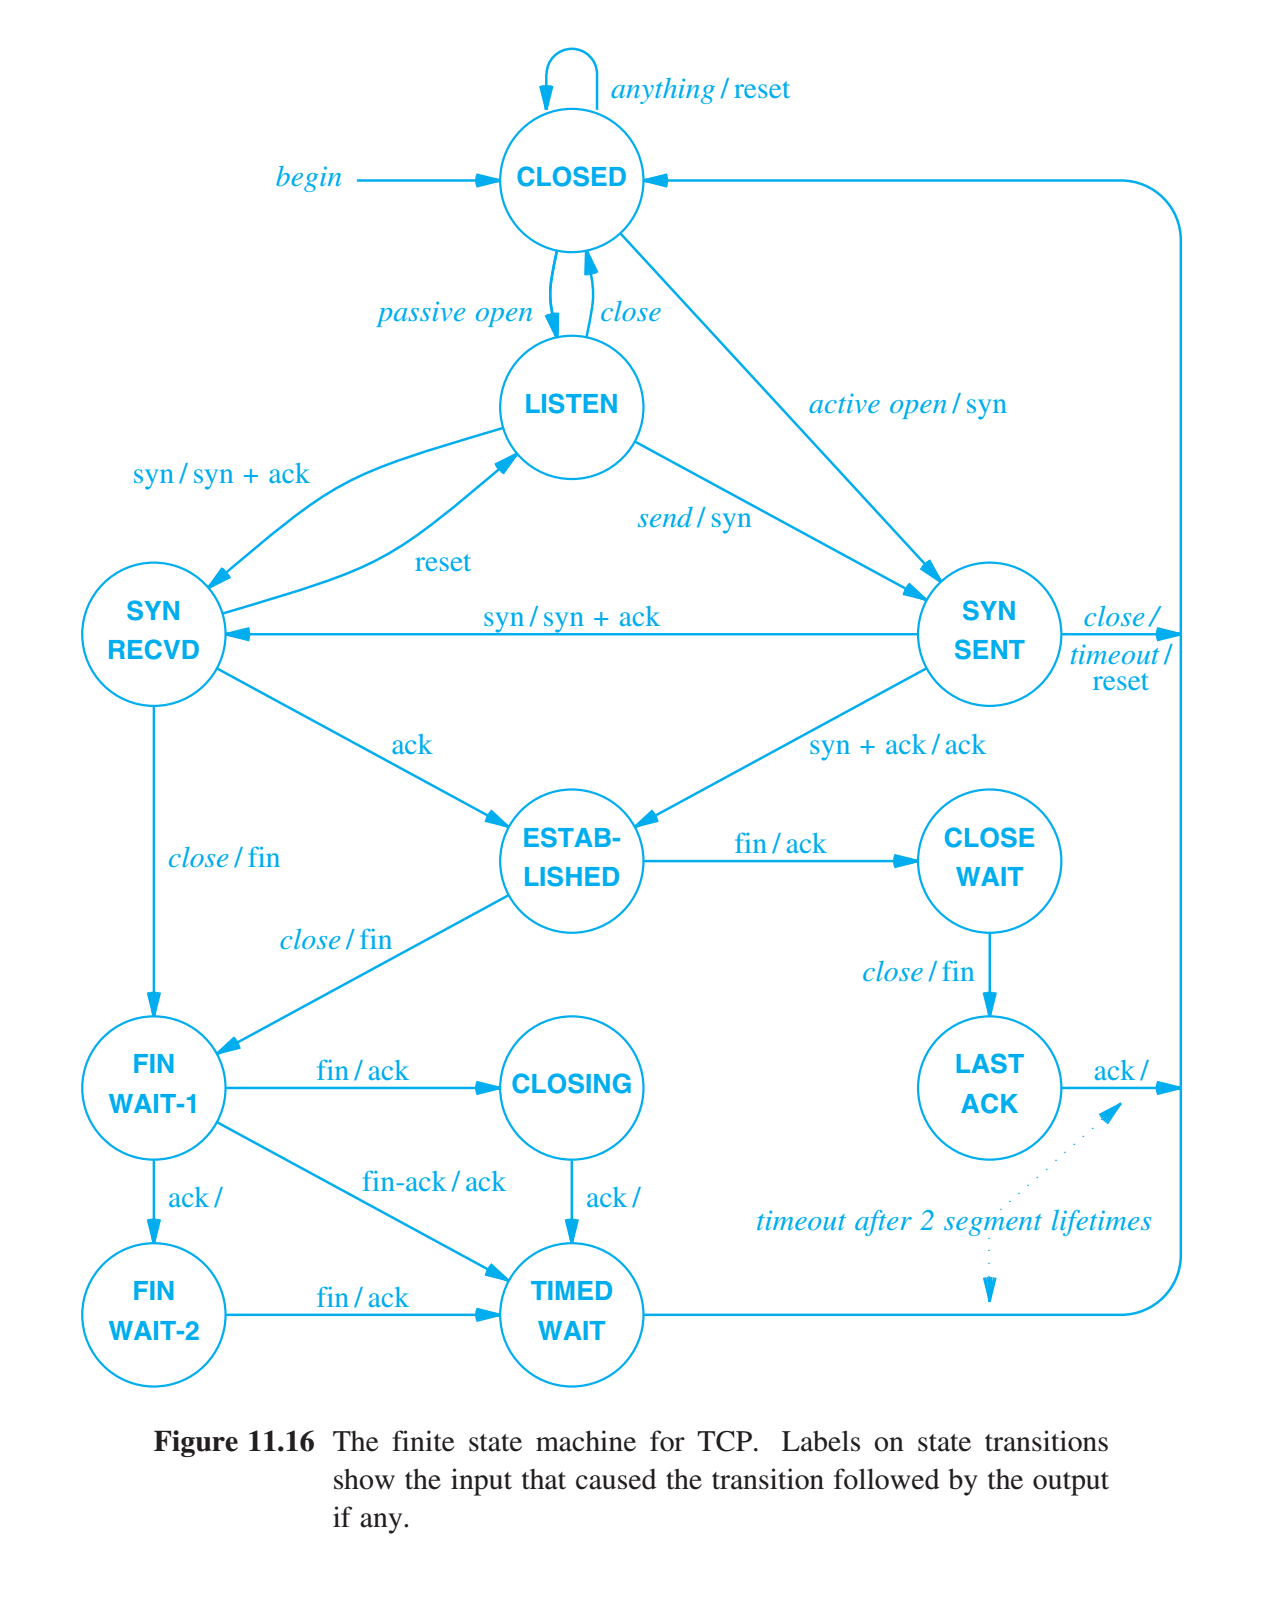 anything / reset
begin
CLOSED
passive open
close
LISTEN
active open / syn
syn / syn + ack
send / syn
reset
SYN
RECVD
syn / syn + ack
SYN
SENT
close /
timeout /
reset
ack
syn + ack / ack
ESTAB-
LISHED
fin / ack
CLOSE
WAIT
close / fin
close / fin
close / fin
FIN
WAIT-1
fin / ack
CLOSING
LAST
ACK
ack /
ack /
fin-ack / ack
ack /
timeout after 2 segment lifetimes
FIN
WAIT-2
fin / ack
TIMED
WAIT
Figure 11.16 The finite state machine for TCP. Labels on state transitions
show the input that caused the transition followed by the output
if any.